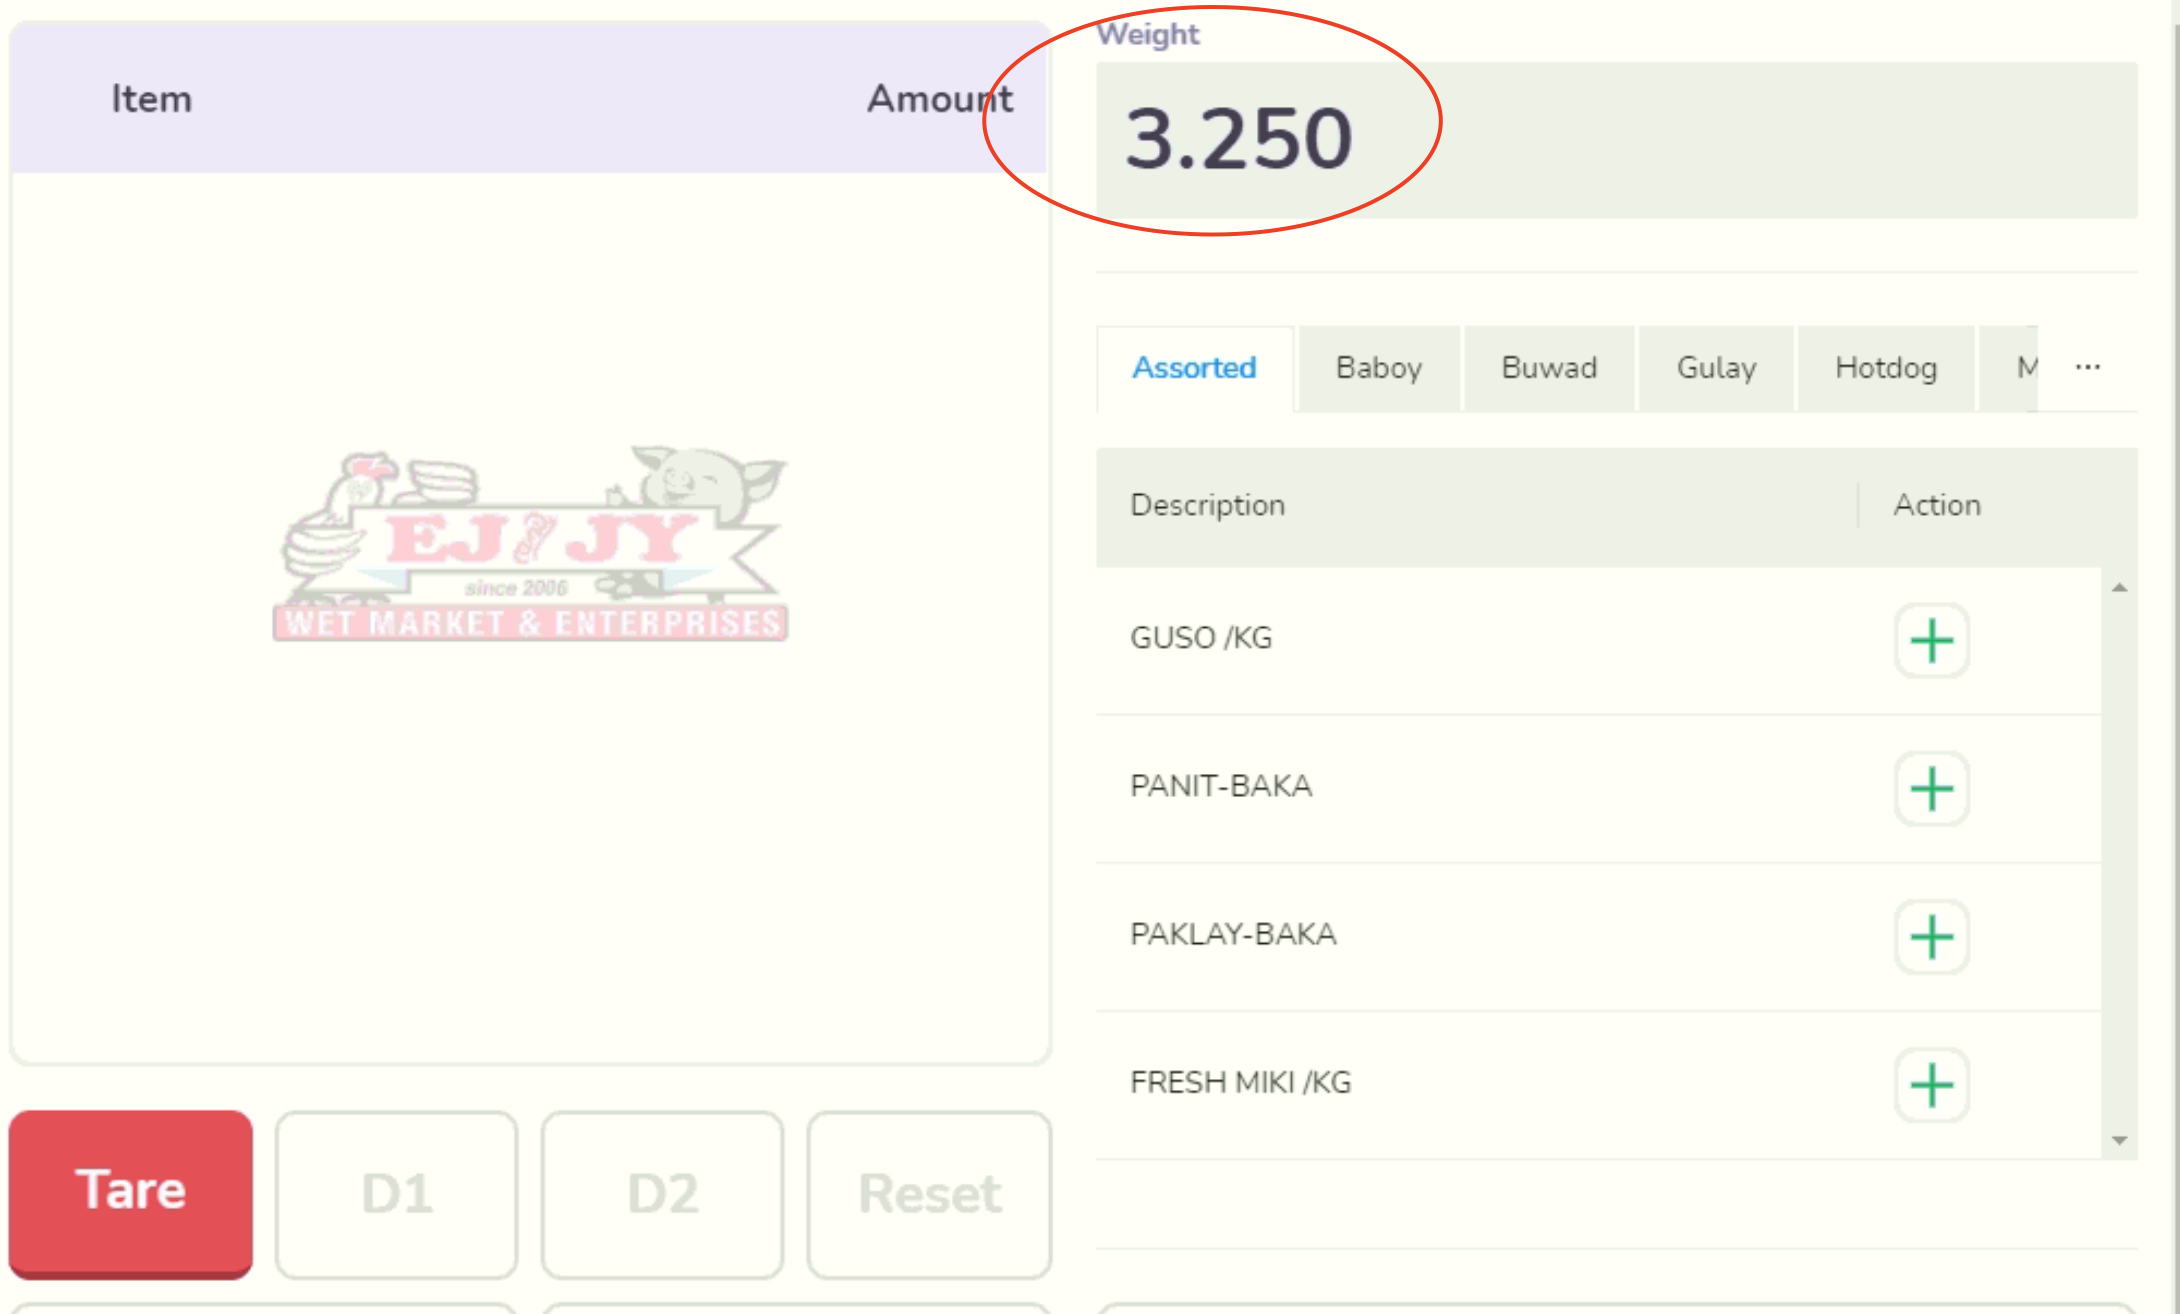 Item Amount
EJ JY
since 2006
WET MARKET & ENTERPRISES
Tare D1 D2 Reset
Weight
3.250
Assorted Baboy Buwad Gulay Hotdog M ...
Description Action
GUSO /KG
PANIT-BAKA
PAKLAY-BAKA
FRESH MIKI /KG